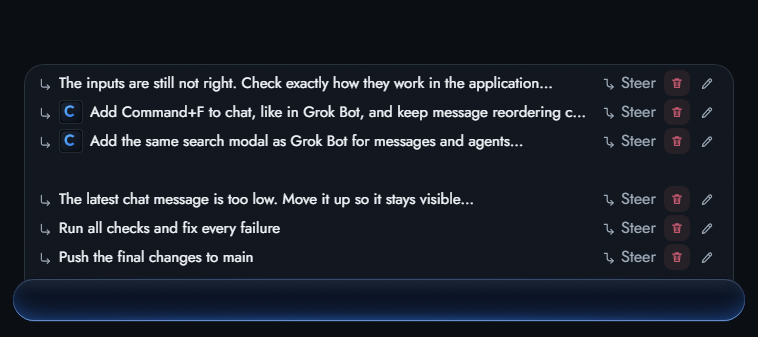 The inputs are still not right. Check exactly how they work in the application... Steer
C Add Command+F to chat, like in Grok Bot, and keep message reordering c... Steer
C Add the same search modal as Grok Bot for messages and agents... Steer
The latest chat message is too low. Move it up so it stays visible... Steer
Run all checks and fix every failure Steer
Push the final changes to main Steer